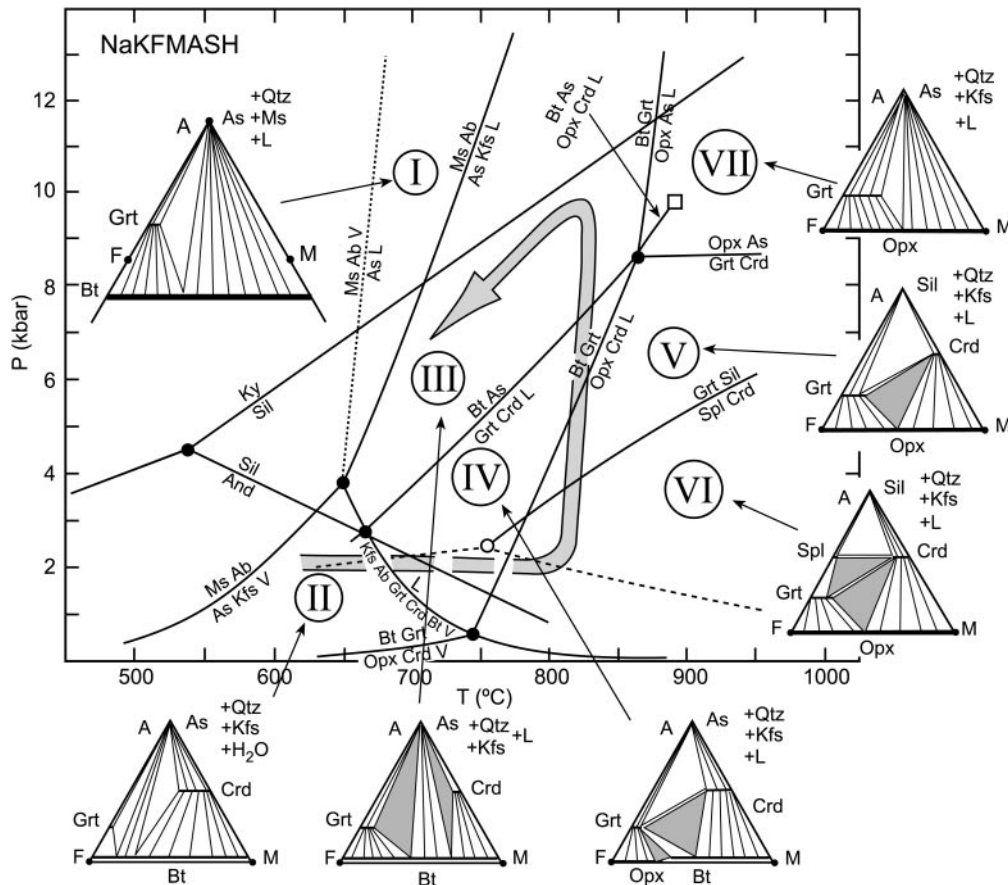 NaKFMASH
P (kbar)
12
10
8
6
4
2
500
600
700
800
900
1000
T (ºC)
A As +Qtz
+Ms
+L
Grt
F M
Bt
I
Ms Ab V
As L
Ms Ab
As Kfs L
Bt As
Opx Crd L
Bt Grt
Opx As L
VII
A As +Qtz
+Kfs
+L
Grt
F M
Opx
Opx As
Grt Crd
Ky
Sil
III
Bt As
Grt Crd L
Bt Grt
Opx Crd L
V
A Sil +Qtz
+Kfs
+L
Crd
Grt
F M
Opx
Grt Sil
Spl Crd
Sil
And
IV
VI
A Sil +Qtz
+Kfs
+L
Spl Crd
Grt
F M
Opx
Ms Ab
As Kfs V
II
L
Kfs Ab Grt Crd Bt V
Bt Grt
Opx Crd V
A As +Qtz
+Kfs
+H2O
Crd
Grt
F M
Bt
A As +Qtz +L
+Kfs
Crd
Grt
F M
Bt
A As +Qtz
+Kfs
+L
Crd
Grt
F M
Opx Bt